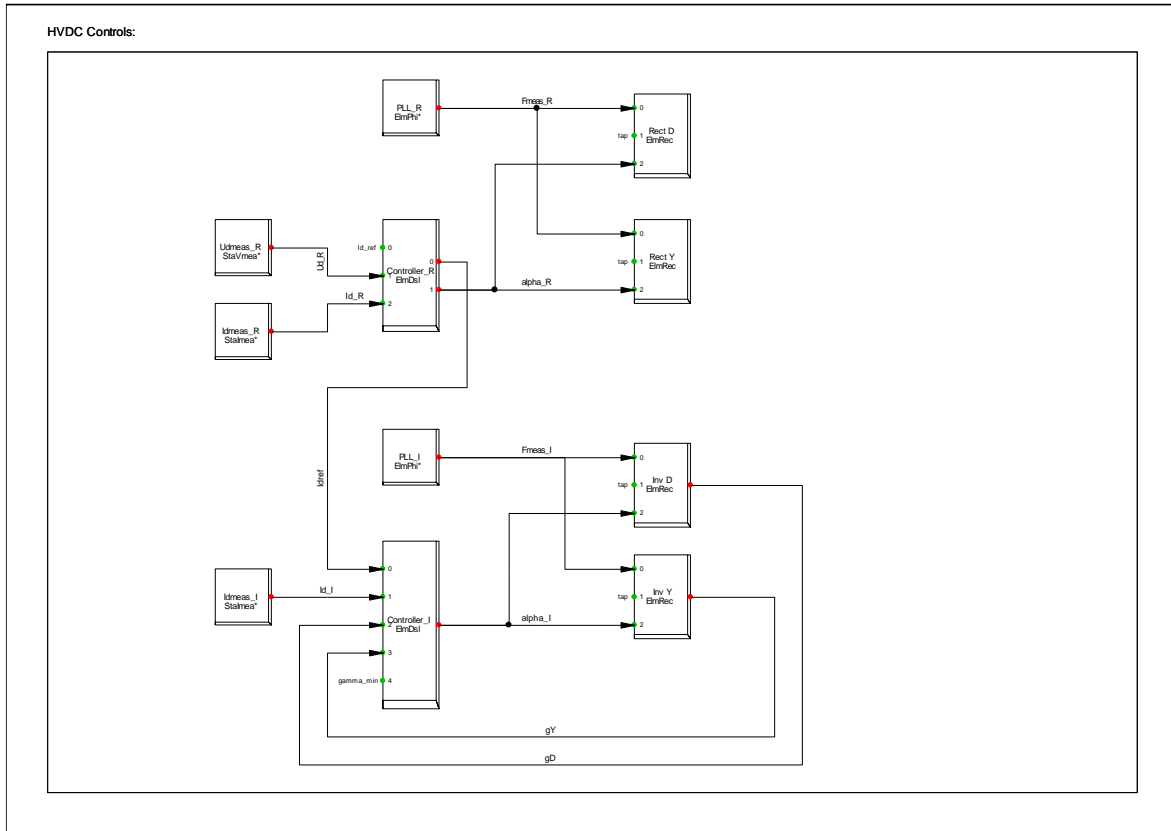 HVDC Controls:
PLL_R
ElmPhi*
Fmeas_R
0
tap 1
2
Rect D
ElmRec
Udmeas_R
StaVmea*
Ud_R
Id_ref 0
1
2
Controller_R
ElmDsl
0
1
Idmeas_R
StaImea*
Id_R
alpha_R
0
tap 1
2
Rect Y
ElmRec
Idref
PLL_I
ElmPhi*
Fmeas_I
0
tap 1
2
Inv D
ElmRec
Idmeas_I
StaImea*
Id_I
0
1
2
3
gamma_min 4
Controller_I
ElmDsl
alpha_I
0
tap 1
2
Inv Y
ElmRec
gY
gD